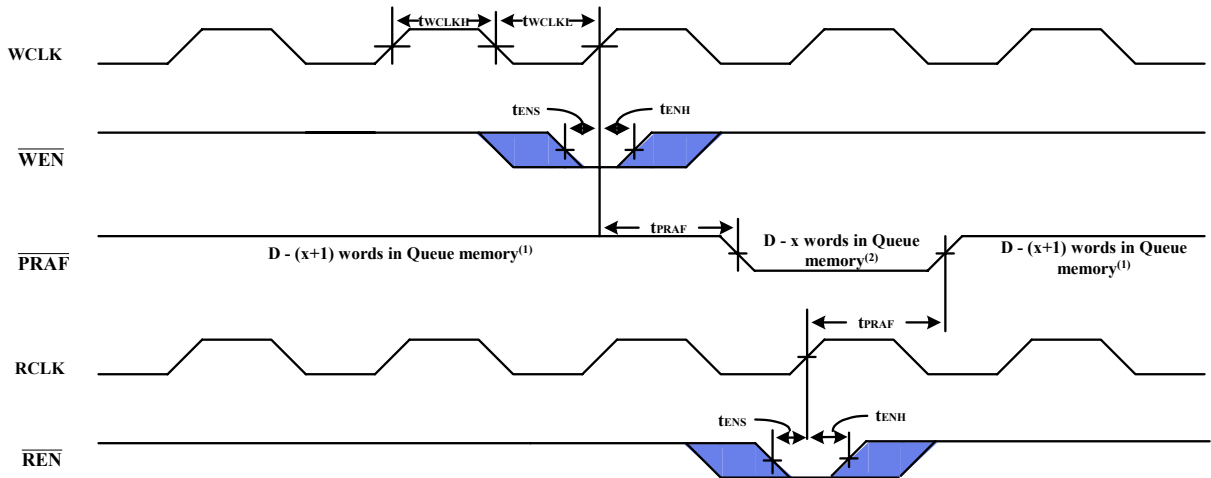 tWCLKH tWCLKL
WCLK
tENS tENH
WEN
tPRAF
D - (x+1) words in Queue memory(1)
D - x words in Queue
memory(2)
D - (x+1) words in Queue
memory(1)
PRAF
tPRAF
RCLK
tENS tENH
REN